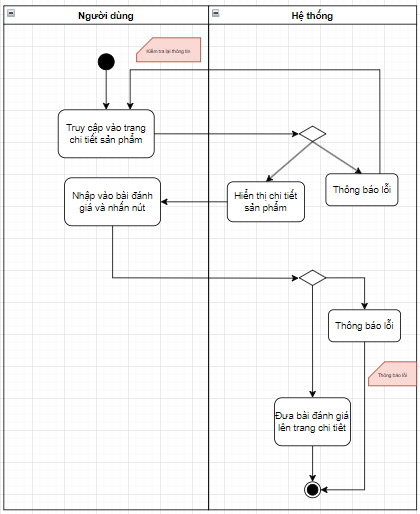 Người dùng
Hệ thống
Kiểm tra lại thông tin
Truy cập vào trang
chi tiết sản phẩm
Thông báo lỗi
Nhập vào bài đánh
giá và nhấn nút
Hiển thị chi tiết
sản phẩm
Thông báo lỗi
Thông báo lỗi
Đưa bài đánh giá
lên trang chi tiết